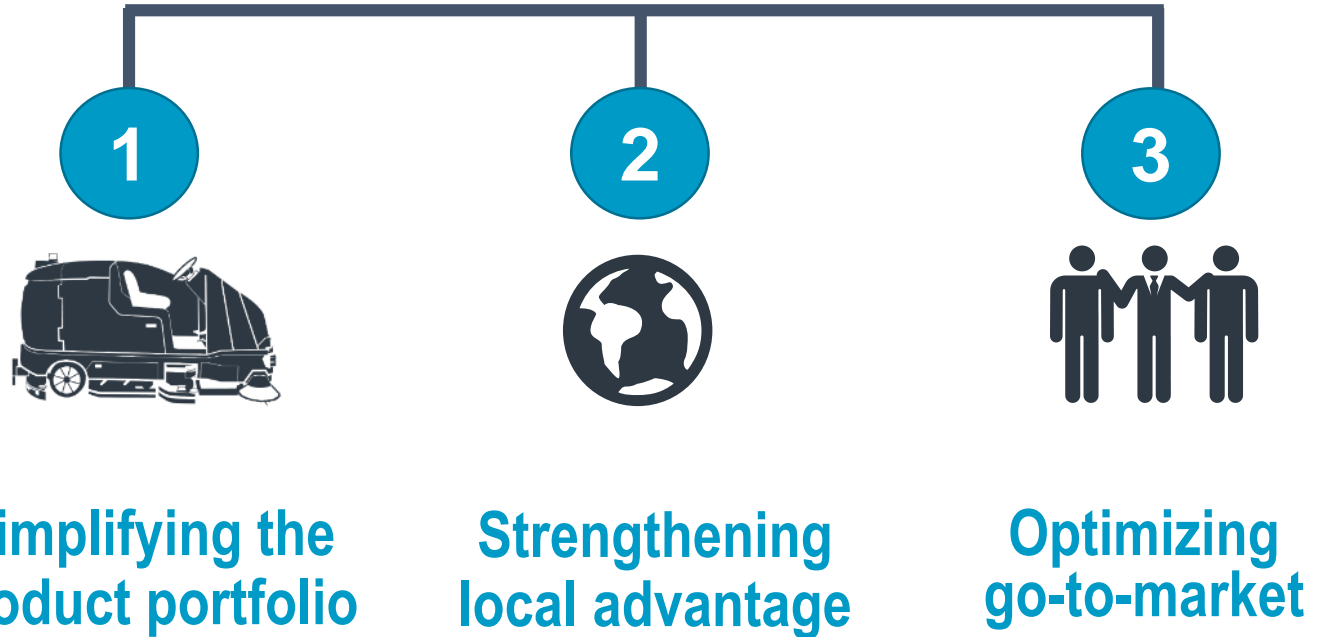 1
2
3
implifying the
oduct portfolio
Strengthening
local advantage
Optimizing
go-to-market